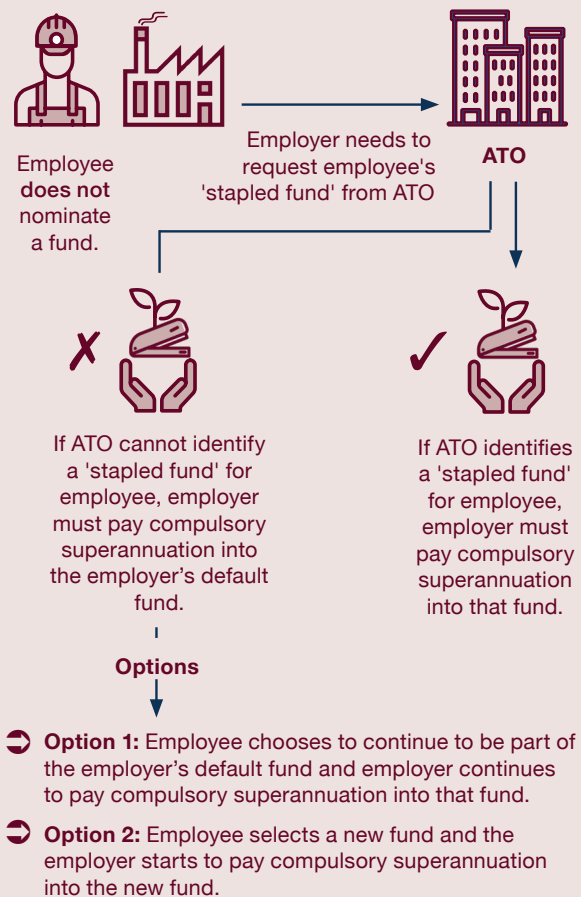 Employee
does not
nominate
a fund.
Employer needs to
request employee's
'stapled fund' from ATO
ATO
If ATO cannot identify
a 'stapled fund' for
employee, employer
must pay compulsory
superannuation into
the employer’s default
fund.
If ATO identifies
a 'stapled fund'
for employee,
employer must
pay compulsory
superannuation
into that fund.
Options
Option 1: Employee chooses to continue to be part of
the employer’s default fund and employer continues
to pay compulsory superannuation into that fund.
Option 2: Employee selects a new fund and the
employer starts to pay compulsory superannuation
into the new fund.